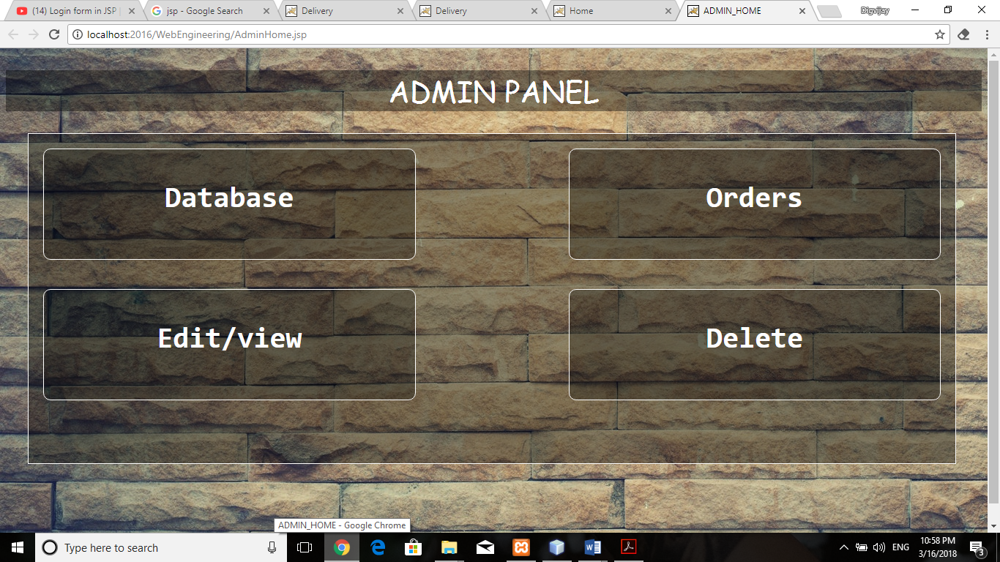 (14) Login form in JSP |
jsp - Google Search
Delivery
Delivery
Home
ADMIN_HOME
Digvijay
localhost:2016/WebEngineering/AdminHome.jsp
ADMIN PANEL
Database
Orders
Edit/view
Delete
ADMIN_HOME - Google Chrome
Type here to search
ENG
10:58 PM
3/16/2018
3